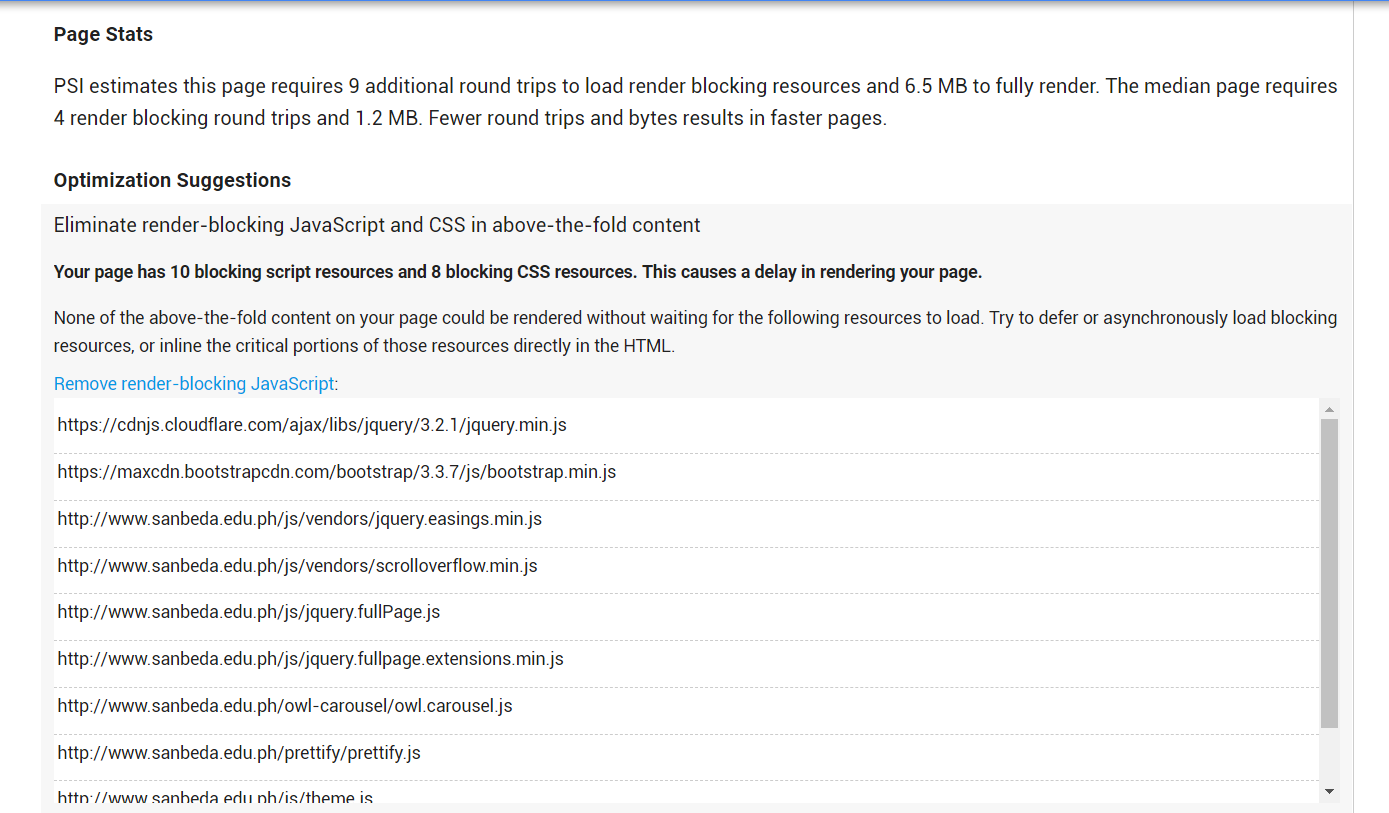 Page Stats
PSI estimates this page requires 9 additional round trips to load render blocking resources and 6.5 MB to fully render. The median page requires
4 render blocking round trips and 1.2 MB. Fewer round trips and bytes results in faster pages.
Optimization Suggestions
Eliminate render-blocking JavaScript and CSS in above-the-fold content
Your page has 10 blocking script resources and 8 blocking CSS resources. This causes a delay in rendering your page.
None of the above-the-fold content on your page could be rendered without waiting for the following resources to load. Try to defer or asynchronously load blocking
resources, or inline the critical portions of those resources directly in the HTML.
Remove render-blocking JavaScript:
https://cdnjs.cloudflare.com/ajax/libs/jquery/3.2.1/jquery.min.js
https://maxcdn.bootstrapcdn.com/bootstrap/3.3.7/js/bootstrap.min.js
http://www.sanbeda.edu.ph/js/vendors/jquery.easings.min.js
http://www.sanbeda.edu.ph/js/vendors/scrolloverflow.min.js
http://www.sanbeda.edu.ph/js/jquery.fullPage.js
http://www.sanbeda.edu.ph/js/jquery.fullpage.extensions.min.js
http://www.sanbeda.edu.ph/owl-carousel/owl.carousel.js
http://www.sanbeda.edu.ph/prettify/prettify.js
http://www.sanbeda.edu.ph/js/theme.js